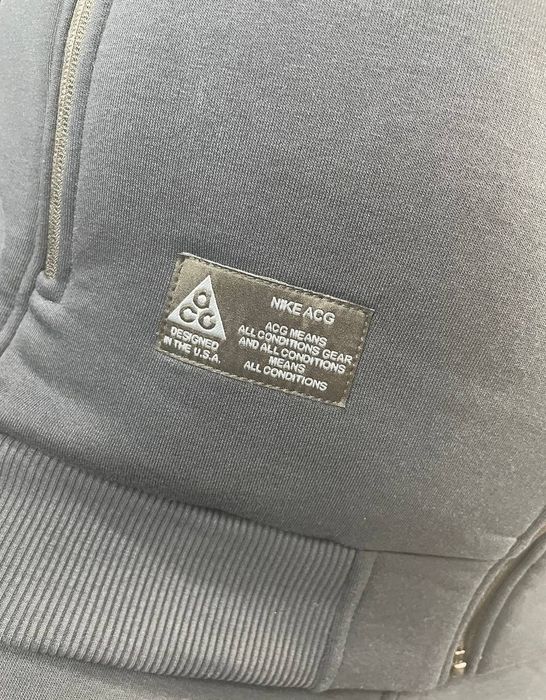 ACG
DESIGNED
IN THE U.S.A.
NIKE ACG
ACG MEANS
ALL CONDITIONS GEAR
AND ALL CONDITIONS
MEANS
ALL CONDITIONS